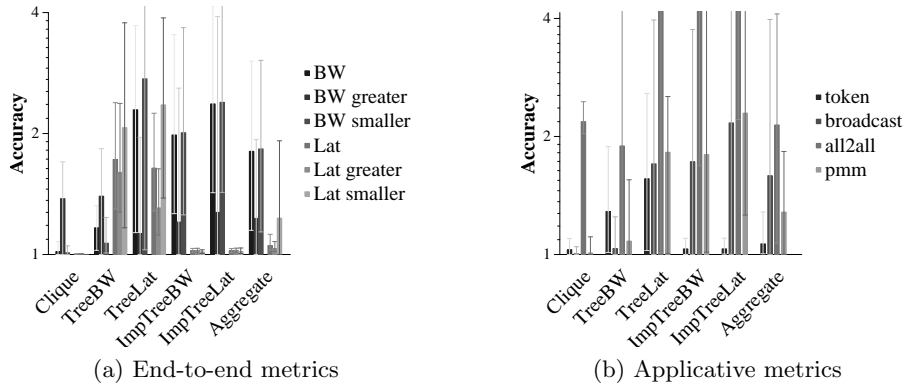 4
2
1
Accuracy
Clique
TreeBW
TreeLat
ImpTreeBW
ImpTreeLat
Aggregate
BW
BW greater
BW smaller
Lat
Lat greater
Lat smaller
(a) End-to-end metrics
4
2
1
Accuracy
Clique
TreeBW
TreeLat
ImpTreeBW
ImpTreeLat
Aggregate
token
broadcast
all2all
pmm
(b) Applicative metrics